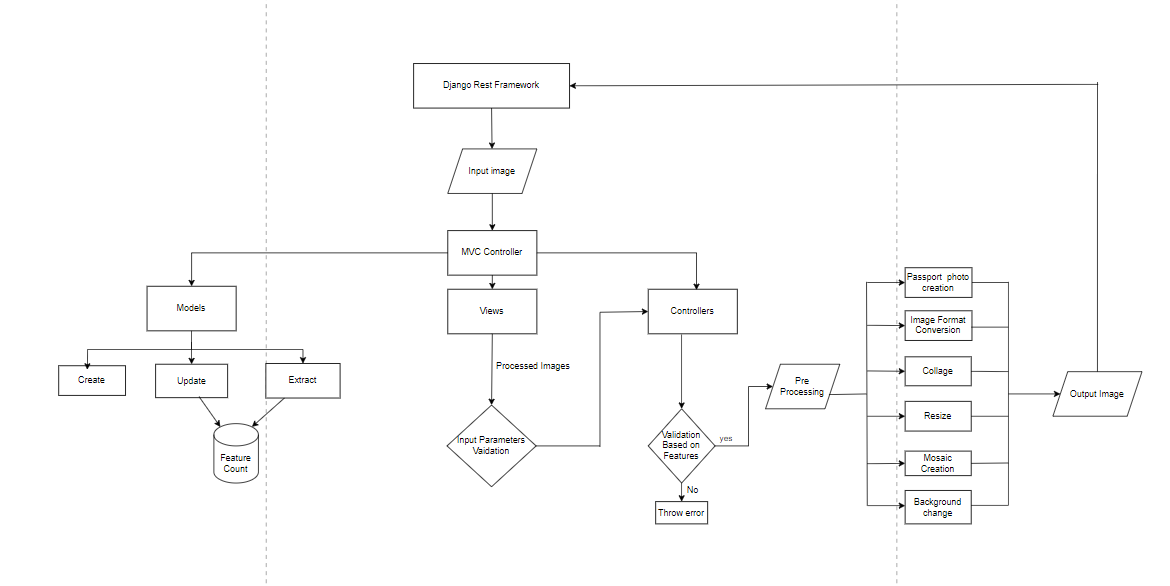 Django Rest Framework
Input image
MVC Controller
Models
Views
Controllers
Create
Update
Extract
Feature
Count
Processed Images
Input Parameters
Vaidation
Validation
Based on
Features
yes
No
Throw error
Pre
Processing
Passport photo
creation
Image Format
Conversion
Collage
Resize
Mosaic
Creation
Background
change
Output Image